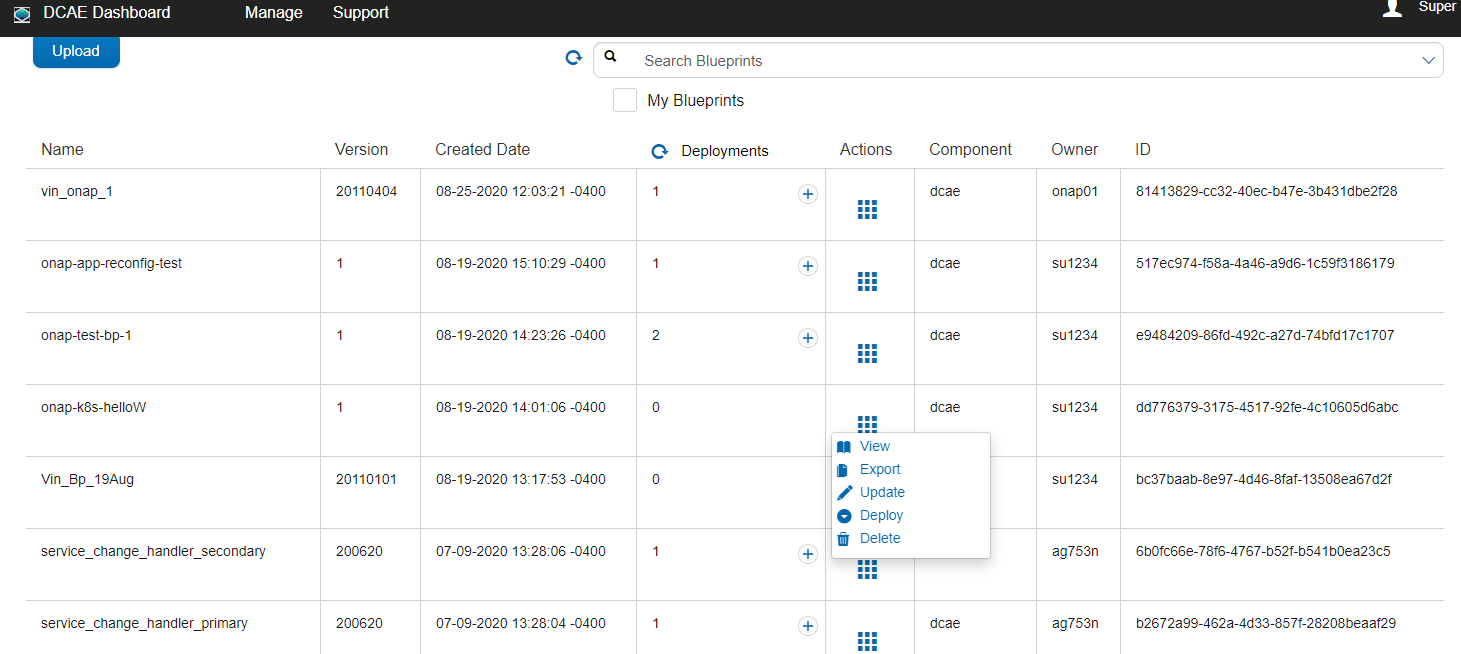 DCAE Dashboard Manage Support Super
Upload
Search Blueprints
My Blueprints
Name Version Created Date Deployments Actions Component Owner ID
vin_onap_1 20110404 08-25-2020 12:03:21 -0400 1 dcae onap01 81413829-cc32-40ec-b47e-3b431dbe2f28
onap-app-reconfig-test 1 08-19-2020 15:10:29 -0400 1 dcae su1234 517ec974-f58a-4a46-a9d6-1c59f3186179
onap-test-bp-1 1 08-19-2020 14:23:26 -0400 2 dcae su1234 e9484209-86fd-492c-a27d-74bfd17c1707
onap-k8s-helloW 1 08-19-2020 14:01:06 -0400 0 dcae su1234 dd776379-3175-4517-92fe-4c10605d6abc
View
Export
Update
Deploy
Delete
Vin_Bp_19Aug 20110101 08-19-2020 13:17:53 -0400 0 su1234 bc37baab-8e97-4d46-8faf-13508ea67d2f
service_change_handler_secondary 200620 07-09-2020 13:28:06 -0400 1 ag753n 6b0fc66e-78f6-4767-b52f-b541b0ea23c5
service_change_handler_primary 200620 07-09-2020 13:28:04 -0400 1 dcae ag753n b2672a99-462a-4d33-857f-28208beaaf29